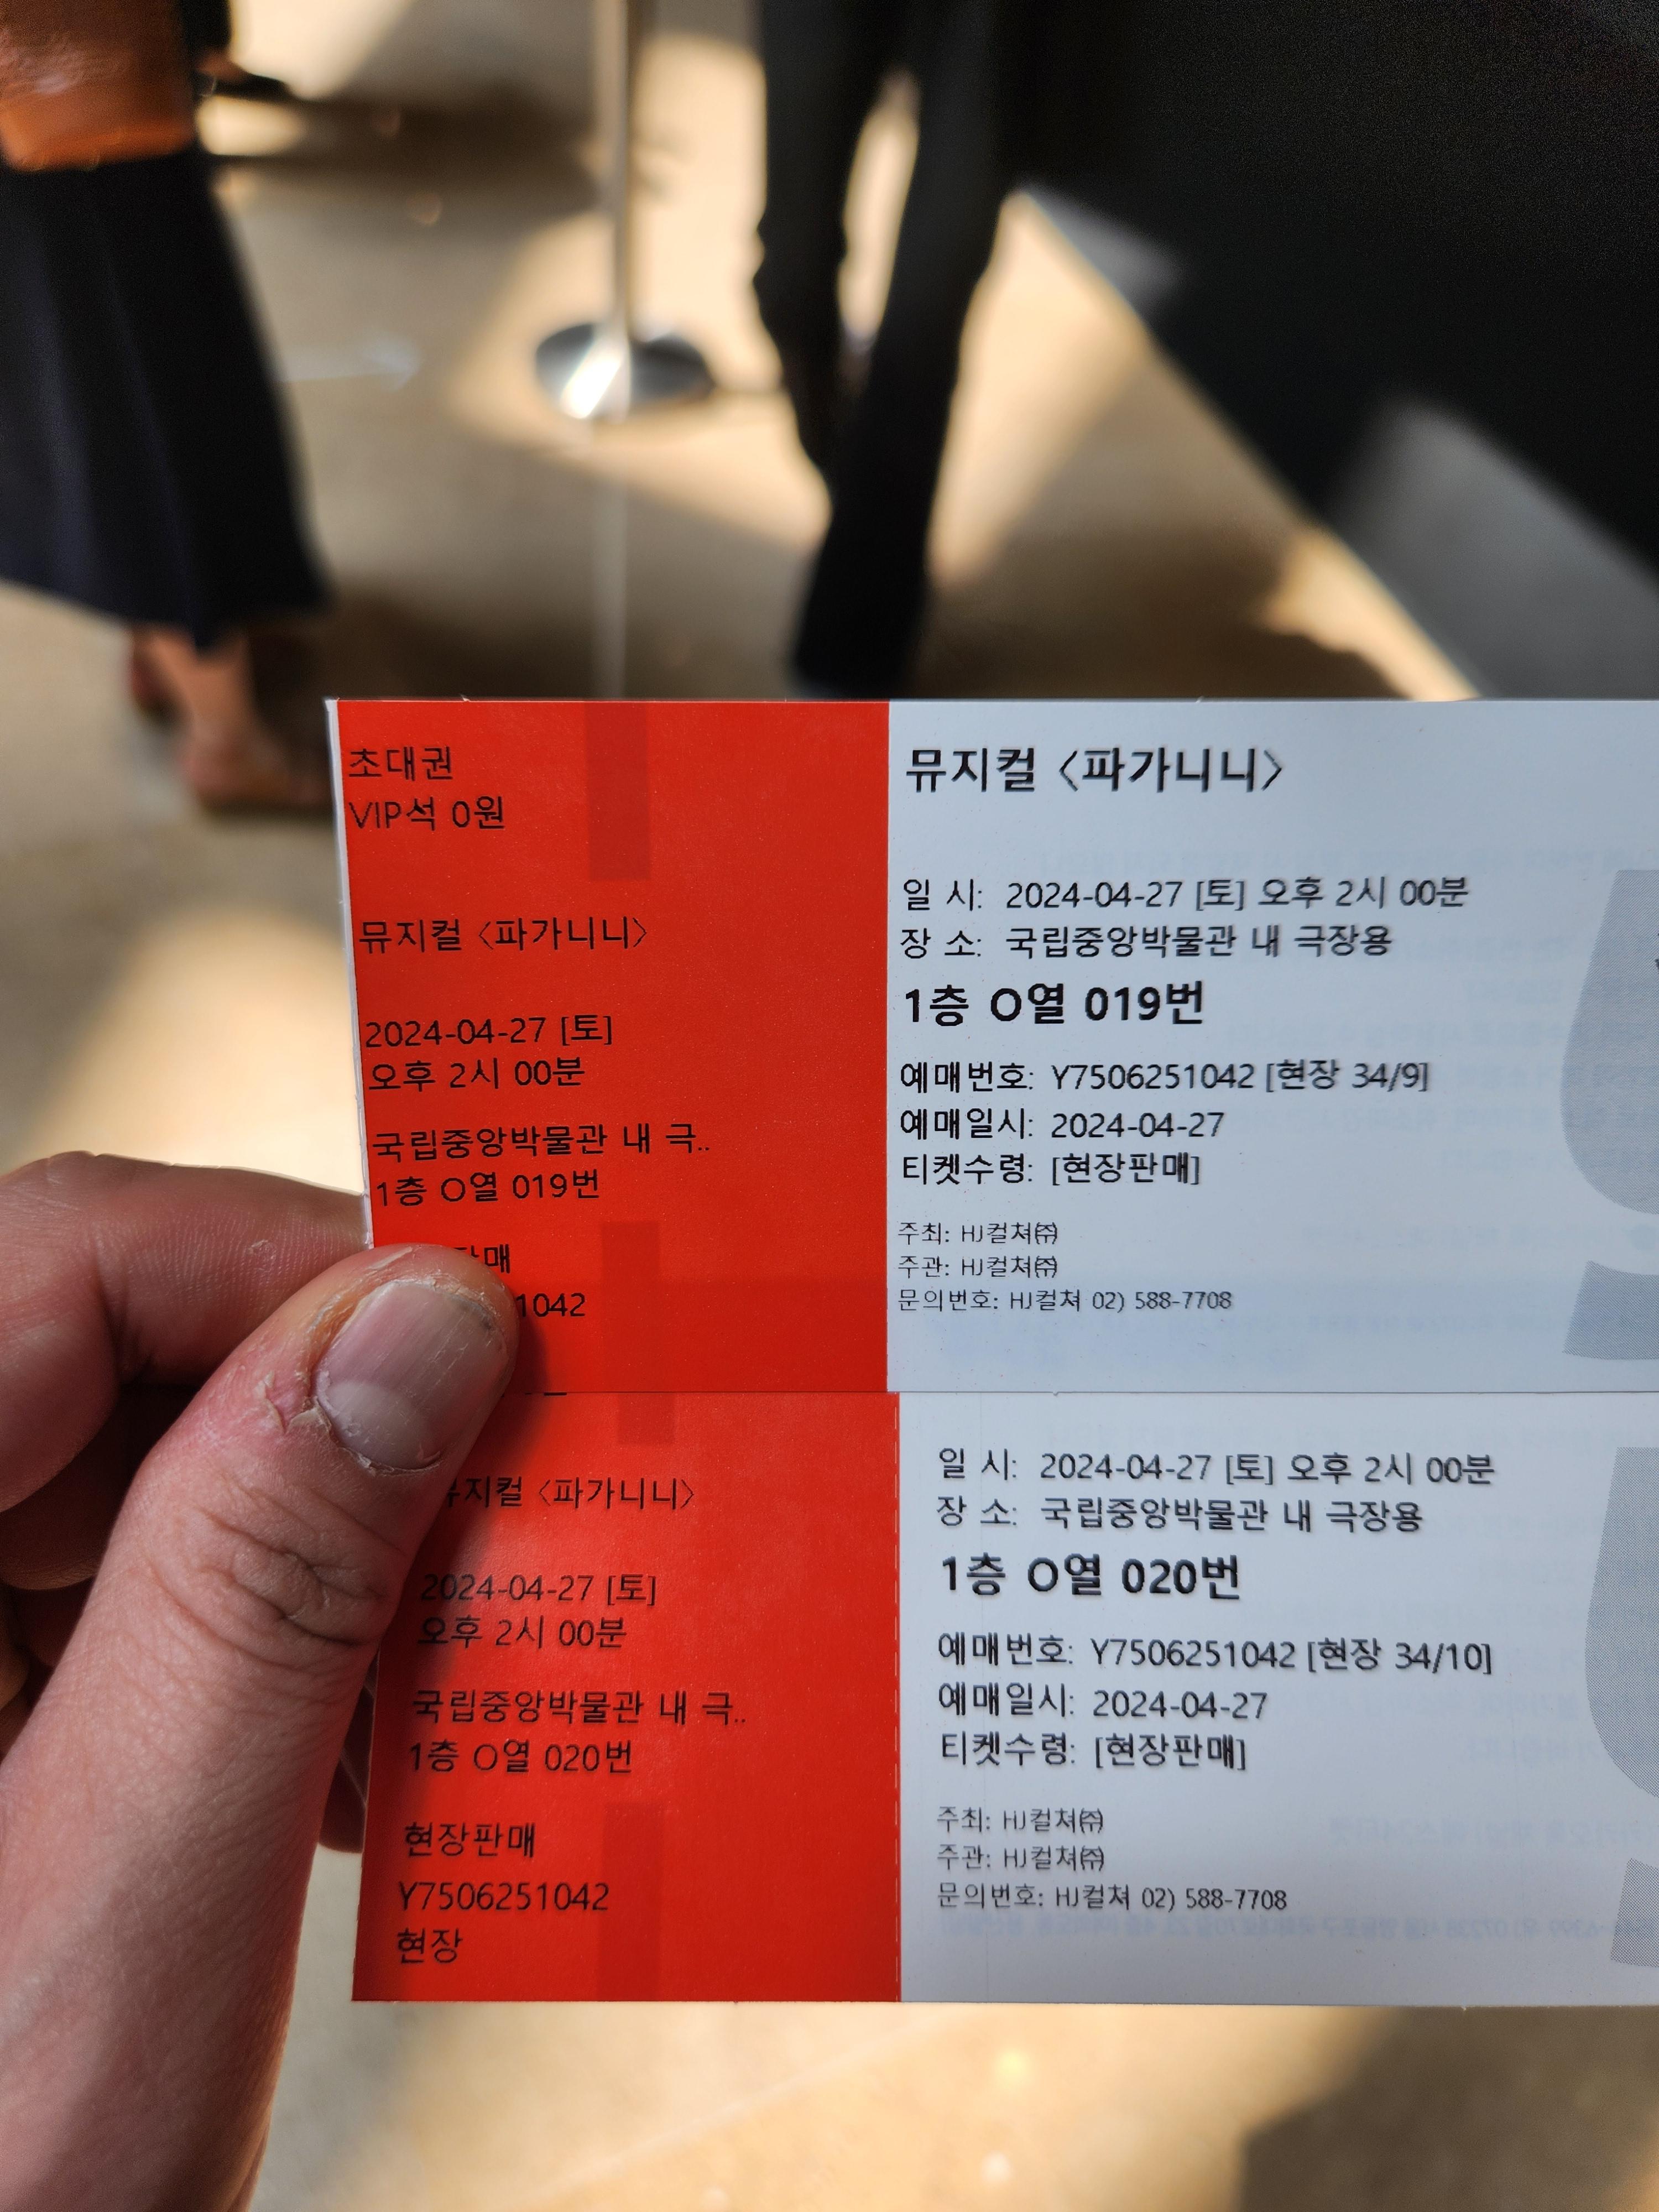 초대권
VIP석 0원
뮤지컬 <파가니니>
2024-04-27 [토]
오후 2시 00분
국립중앙박물관 내 극..
1층 O열 019번
판매
1042
뮤지컬 <파가니니>
일 시: 2024-04-27 [토] 오후 2시 00분
장 소: 국립중앙박물관 내 극장용
1층 O열 019번
예매번호: Y7506251042 [현장 34/9]
예매일시: 2024-04-27
티켓수령: [현장판매]
주최: HJ컬쳐㈜
주관: HJ컬쳐㈜
문의번호: HJ컬쳐 02) 588-7708
뮤지컬 <파가니니>
2024-04-27 [토]
오후 2시 00분
국립중앙박물관 내 극..
1층 O열 020번
현장판매
Y7506251042
현장
일 시: 2024-04-27 [토] 오후 2시 00분
장 소: 국립중앙박물관 내 극장용
1층 O열 020번
예매번호: Y7506251042 [현장 34/10]
예매일시: 2024-04-27
티켓수령: [현장판매]
주최: HJ컬쳐㈜
주관: HJ컬쳐㈜
문의번호: HJ컬쳐 02) 588-7708